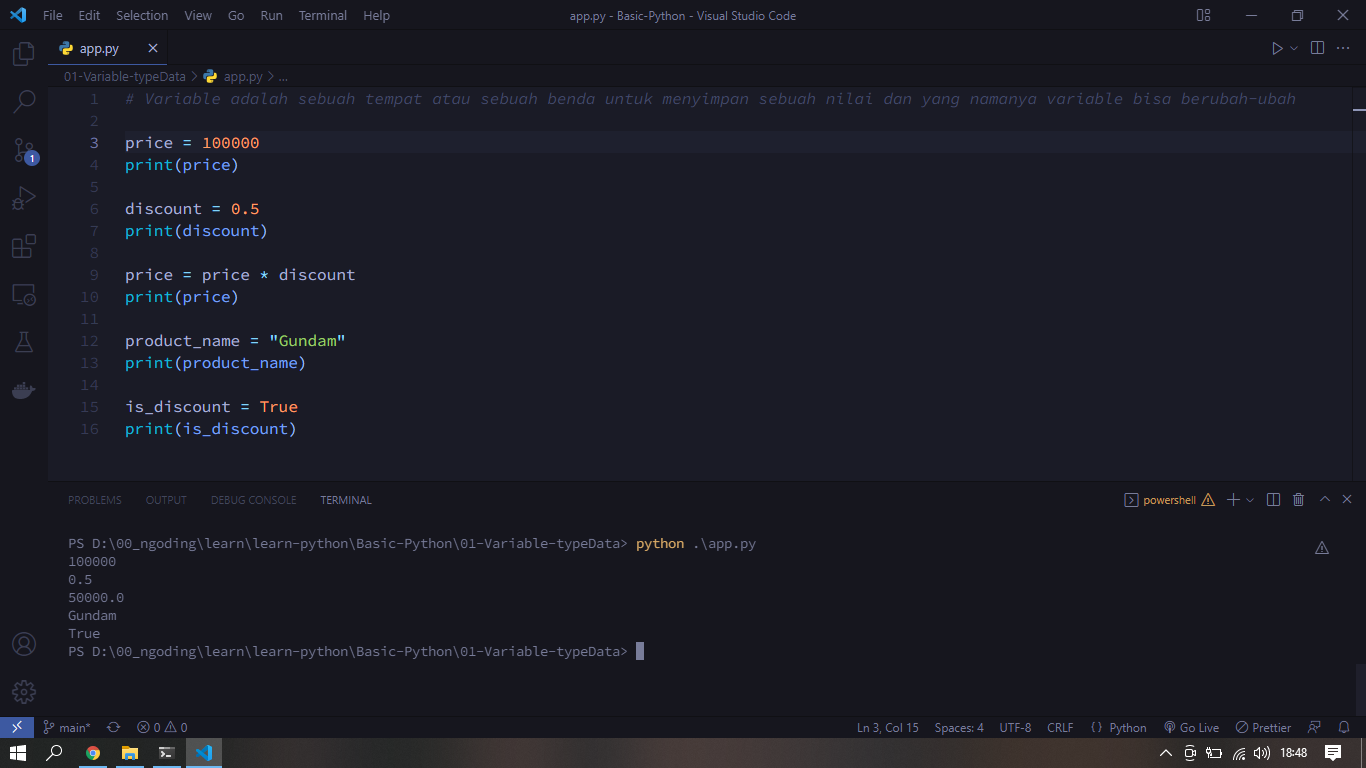 File Edit Selection View Go Run Terminal Help app.py - Basic-Python - Visual Studio Code
app.py
01-Variable-typeData > app.py > ...
1 # Variable adalah sebuah tempat atau sebuah benda untuk menyimpan sebuah nilai dan yang namanya variable bisa berubah-ubah
2
3 price = 100000
4 print(price)
5
6 discount = 0.5
7 print(discount)
8
9 price = price * discount
10 print(price)
11
12 product_name = "Gundam"
13 print(product_name)
14
15 is_discount = True
16 print(is_discount)
1
PROBLEMS OUTPUT DEBUG CONSOLE TERMINAL powershell
PS D:\00_ngoding\learn\learn-python\Basic-Python\01-Variable-typeData> python .\app.py
100000
0.5
50000.0
Gundam
True
PS D:\00_ngoding\learn\learn-python\Basic-Python\01-Variable-typeData>
main* 0 0 Ln 3, Col 15 Spaces: 4 UTF-8 CRLF { } Python Go Live Prettier
18:48